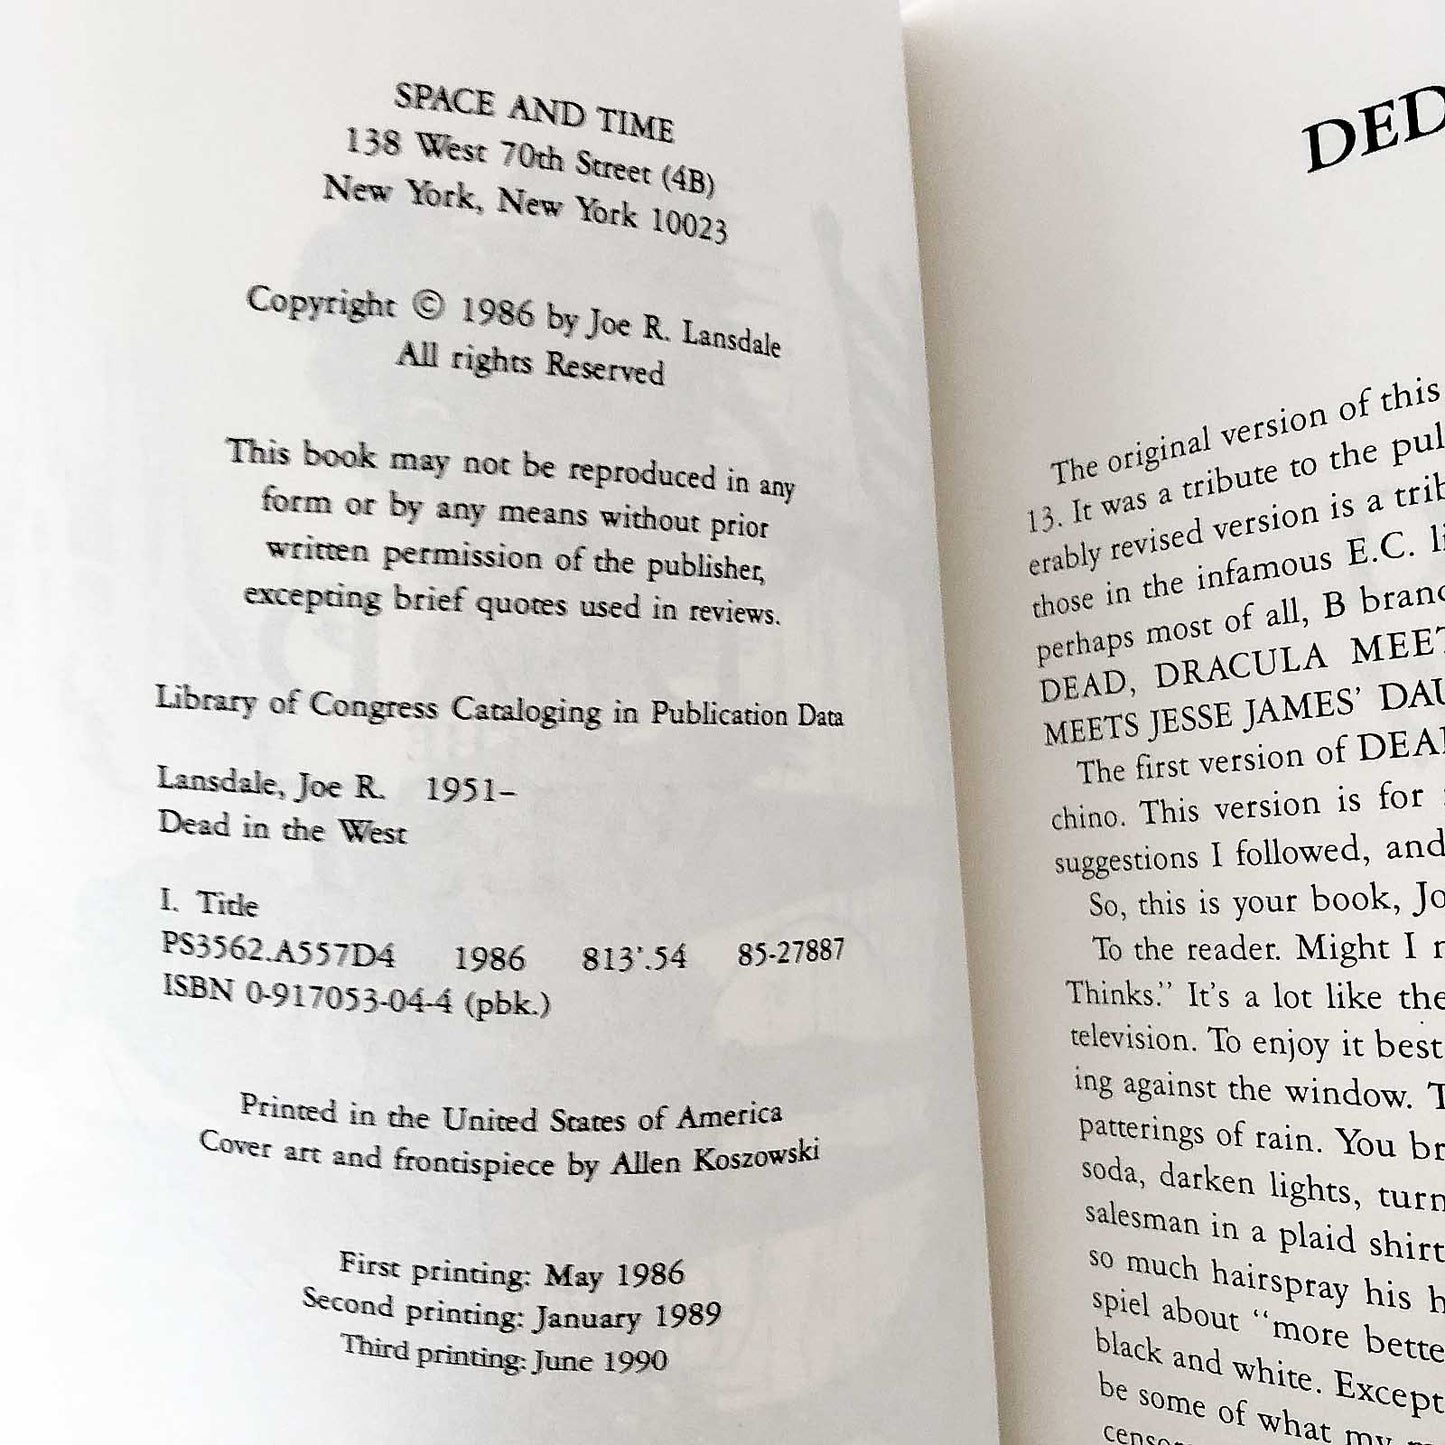 SPACE AND TIME
138 West 70th Street (4B)
New York, New York 10023
Copyright © 1986 by Joe R. Lansdale
All rights Reserved
This book may not be reproduced in any
form or by any means without prior
written permission of the publisher,
excepting brief quotes used in reviews.
Library of Congress Cataloging in Publication Data
Lansdale, Joe R. 1951–
Dead in the West
I. Title
PS3562.A557D4 1986 813'.54 85-27887
ISBN 0-917053-04-4 (pbk.)
Printed in the United States of America
Cover art and frontispiece by Allen Koszowski
First printing: May 1986
Second printing: January 1989
Third printing: June 1990
DED
The original version of this
13. It was a tribute to the pul
erably revised version is a trib
those in the infamous E.C. li
perhaps most of all, B branc
DEAD, DRACULA MEET
MEETS JESSE JAMES' DAU
The first version of DEA
chino. This version is for
suggestions I followed, and
So, this is your book, Jo
To the reader. Might I
Thinks." It's a lot like the
television. To enjoy it best
ing against the window. T
patterings of rain. You br
soda, darken lights, turn
salesman in a plaid shirt
so much hairspray his h
spiel about "more bette
black and white. Except
be some of what my
censo